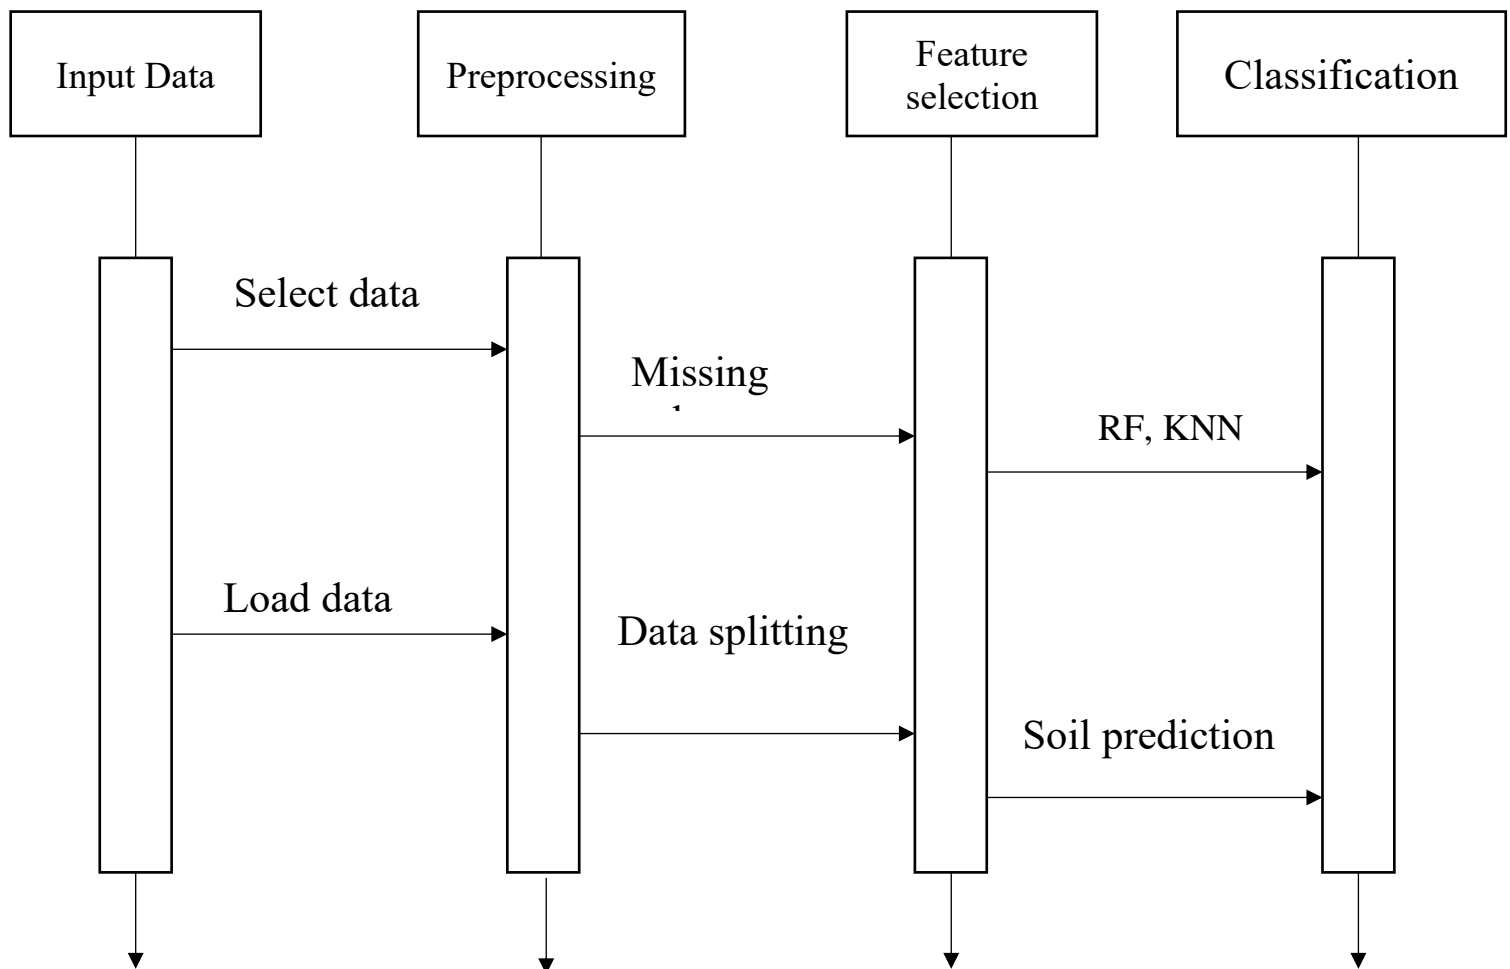 Input Data
Preprocessing
Feature
selection
Classification
Select data
Missing
RF, KNN
Load data
Data splitting
Soil prediction